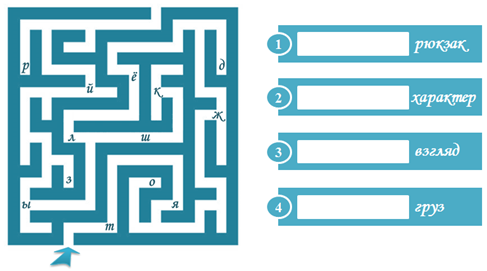 р д
ё
й к
ж
л ш
з о
ы я
т
1 рюкзак
2 характер
3 взгляд
4 груз